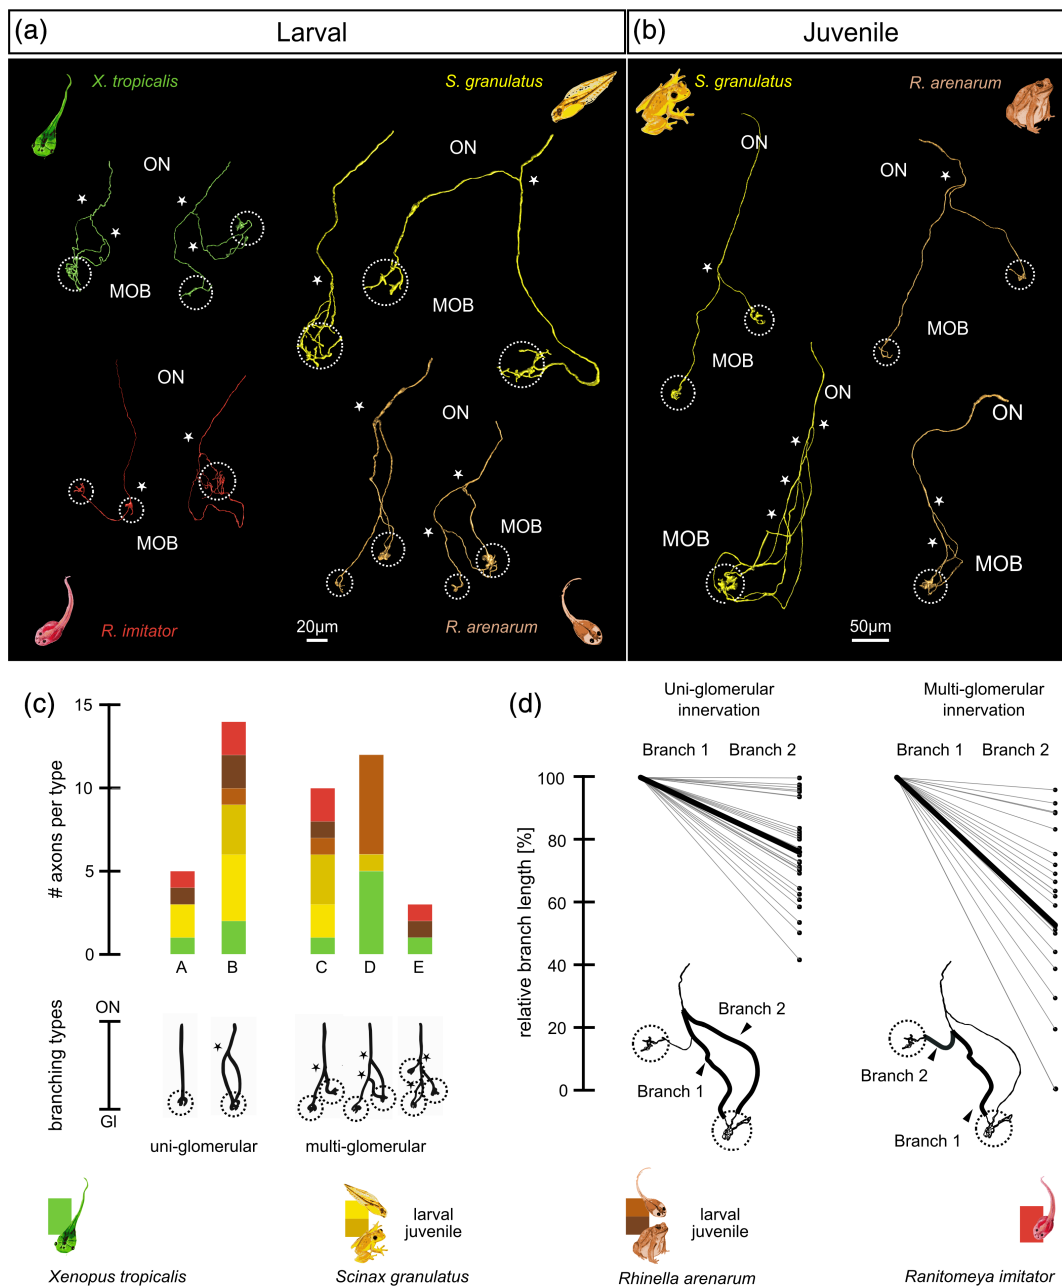 (a) Larval
(b) Juvenile
X. tropicalis
S. granulatus
ON
ON
MOB
MOB
ON
ON
MOB
MOB
R. imitator
20µm
R. arenarum
S. granulatus
R. arenarum
ON
ON
MOB
MOB
ON
ON
MOB
MOB
50µm
(c)
# axons per type
15
10
5
0
A B C D E
branching types
ON
Gl
uni-glomerular multi-glomerular
(d)
Uni-glomerular
innervation
Multi-glomerular
innervation
Branch 1 Branch 2
Branch 1 Branch 2
relative branch length [%]
100
80
60
40
20
0
Branch 2
Branch 1
Branch 2
Branch 1
larval
juvenile
larval
juvenile
Xenopus tropicalis
Scinax granulatus
Rhinella arenarum
Ranitomeya imitator